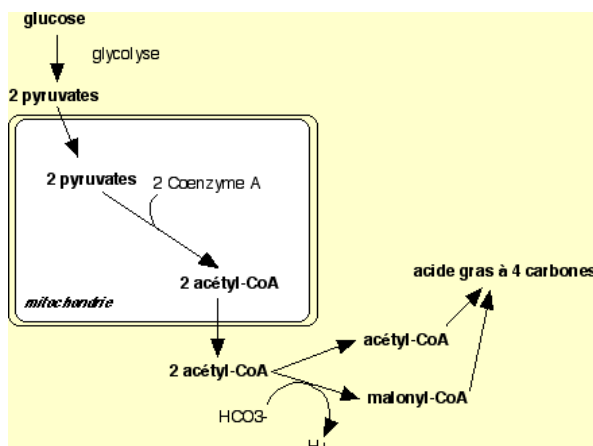 glucose
glycolyse
2 pyruvates
2 pyruvates
2 Coenzyme A
2 acétyl-CoA
mitochondrie
acide gras à 4 carbones
2 acétyl-CoA
acétyl-CoA
malonyl-CoA
HCO3-